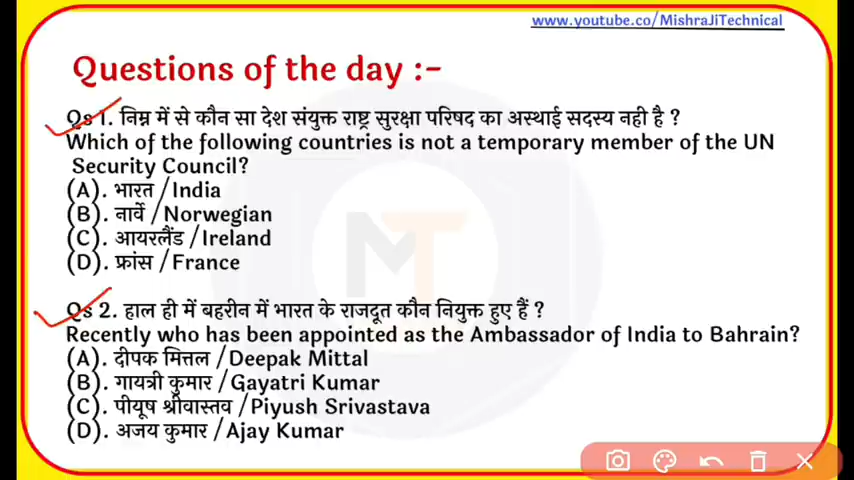 www.youtube.co/MishraJiTechnical
Questions of the day :-
Qs 1. निम्न में से कौन सा देश संयुक्त राष्ट्र सुरक्षा परिषद का अस्थाई सदस्य नही है ?
Which of the following countries is not a temporary member of the UN
Security Council?
(A). भारत /India
(B). नार्वे /Norwegian
(C). आयरलैंड /Ireland
(D). फ्रांस /France
Qs 2. हाल ही में बहरीन में भारत के राजदूत कौन नियुक्त हुए हैं ?
Recently who has been appointed as the Ambassador of India to Bahrain?
(A). दीपक मित्तल /Deepak Mittal
(B). गायत्री कुमार /Gayatri Kumar
(C). पीयूष श्रीवास्तव /Piyush Srivastava
(D). अजय कुमार /Ajay Kumar
MT